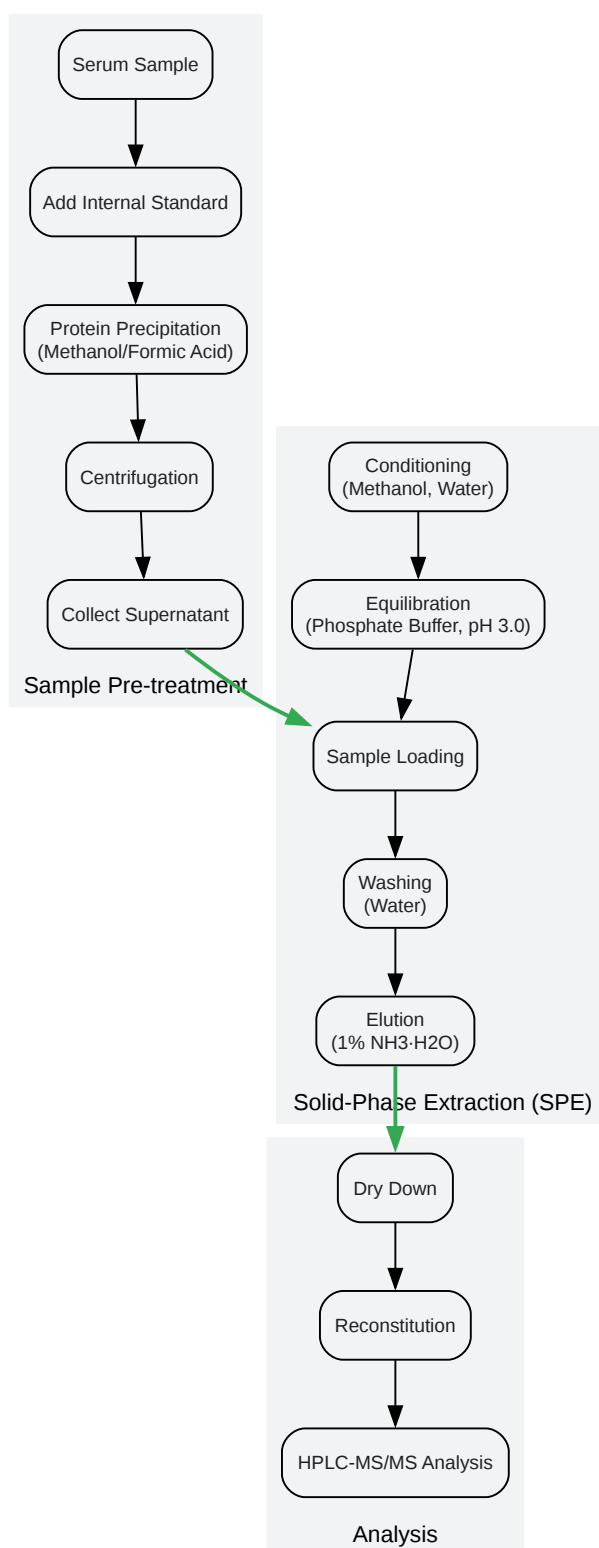 Serum Sample
Add Internal Standard
Protein Precipitation
(Methanol/Formic Acid)
Centrifugation
Collect Supernatant
Sample Pre-treatment
Conditioning
(Methanol, Water)
Equilibration
(Phosphate Buffer, pH 3.0)
Sample Loading
Washing
(Water)
Elution
(1% NH3·H2O)
Solid-Phase Extraction (SPE)
Dry Down
Reconstitution
HPLC-MS/MS Analysis
Analysis